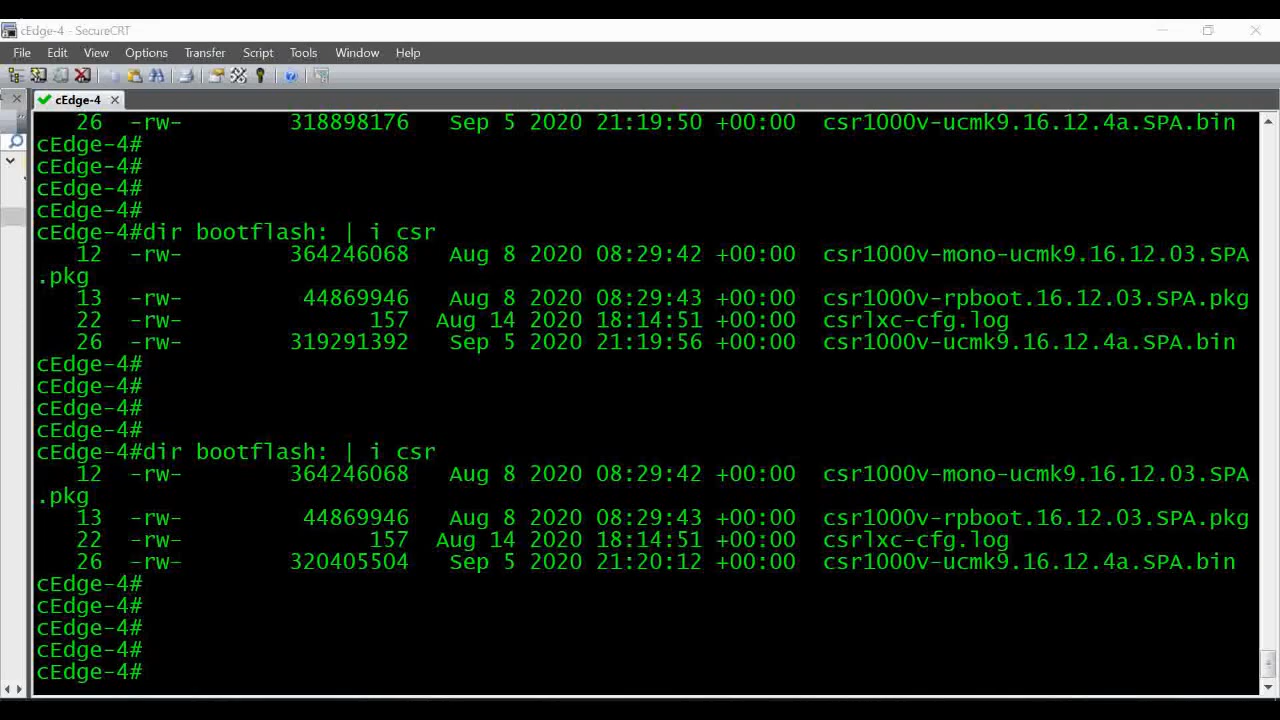 cEdge-4 - SecureCRT
File Edit View Options Transfer Script Tools Window Help
cEdge-4
26 -rw- 318898176 Sep 5 2020 21:19:50 +00:00 csr1000v-ucmk9.16.12.4a.SPA.bin
cEdge-4#
cEdge-4#
cEdge-4#
cEdge-4#
cEdge-4#dir bootflash: | i csr
12 -rw- 364246068 Aug 8 2020 08:29:42 +00:00 csr1000v-mono-ucmk9.16.12.03.SPA
.pkg
13 -rw- 44869946 Aug 8 2020 08:29:43 +00:00 csr1000v-rpboot.16.12.03.SPA.pkg
22 -rw- 157 Aug 14 2020 18:14:51 +00:00 csrlxc-cfg.log
26 -rw- 319291392 Sep 5 2020 21:19:56 +00:00 csr1000v-ucmk9.16.12.4a.SPA.bin
cEdge-4#
cEdge-4#
cEdge-4#
cEdge-4#
cEdge-4#dir bootflash: | i csr
12 -rw- 364246068 Aug 8 2020 08:29:42 +00:00 csr1000v-mono-ucmk9.16.12.03.SPA
.pkg
13 -rw- 44869946 Aug 8 2020 08:29:43 +00:00 csr1000v-rpboot.16.12.03.SPA.pkg
22 -rw- 157 Aug 14 2020 18:14:51 +00:00 csrlxc-cfg.log
26 -rw- 320405504 Sep 5 2020 21:20:12 +00:00 csr1000v-ucmk9.16.12.4a.SPA.bin
cEdge-4#
cEdge-4#
cEdge-4#
cEdge-4#
cEdge-4#